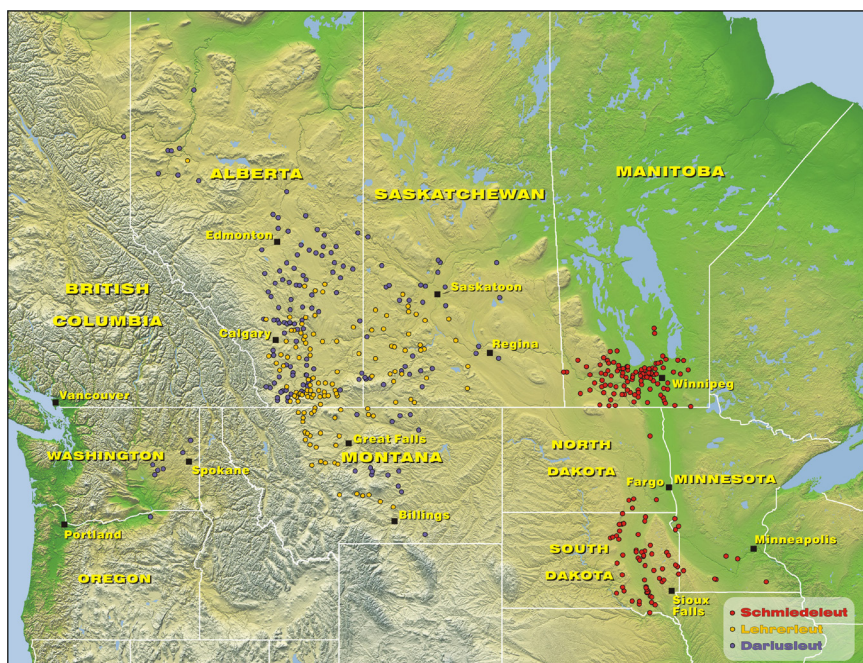 ALBERTA
SASKATCHEWAN
MANITOBA
Edmonton
BRITISH
COLUMBIA
Saskatoon
Calgary
Regina
Winnipeg
Vancouver
WASHINGTON
Spokane
Great Falls
MONTANA
NORTH
DAKOTA
Fargo
MINNESOTA
Portland
Billings
OREGON
SOUTH
DAKOTA
Minneapolis
Sioux
Falls
Schmiedeleut
Lehrerleut
Dariusleut